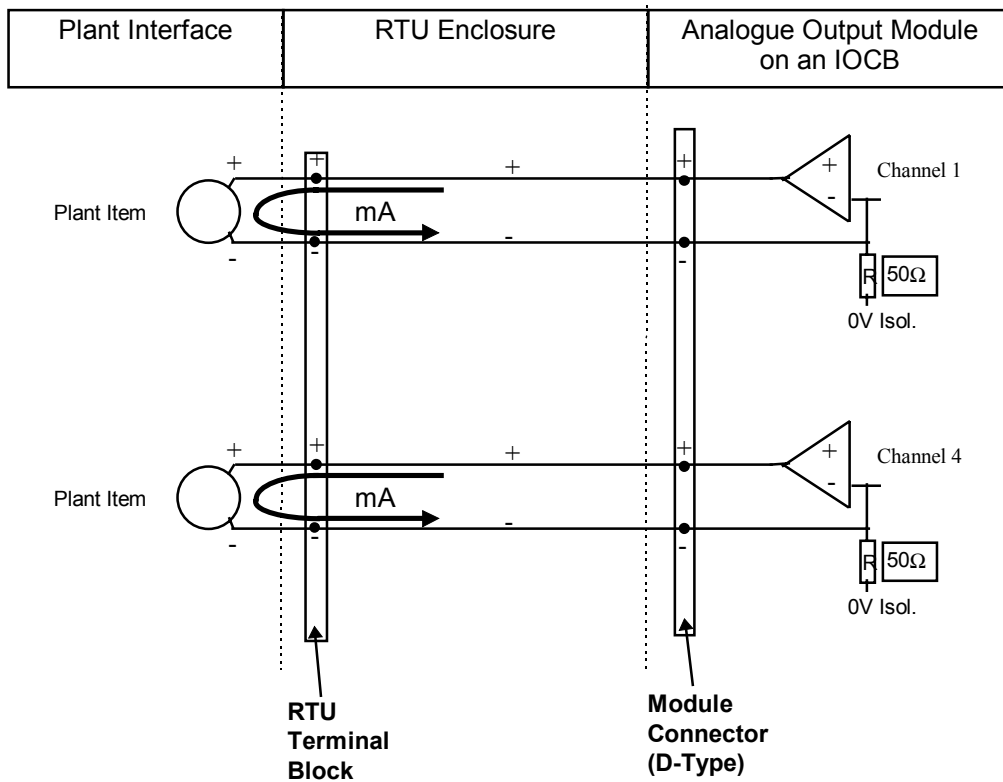 Plant Interface
RTU Enclosure
Analogue Output Module
on an IOCB
+
+
+
+
+
-
Channel 1
Plant Item
mA
-
-
-
-
R
50Ω
0V Isol.
+
+
+
+
+
-
Channel 4
Plant Item
mA
-
-
-
-
R
50Ω
0V Isol.
RTU
Terminal
Block
Module
Connector
(D-Type)